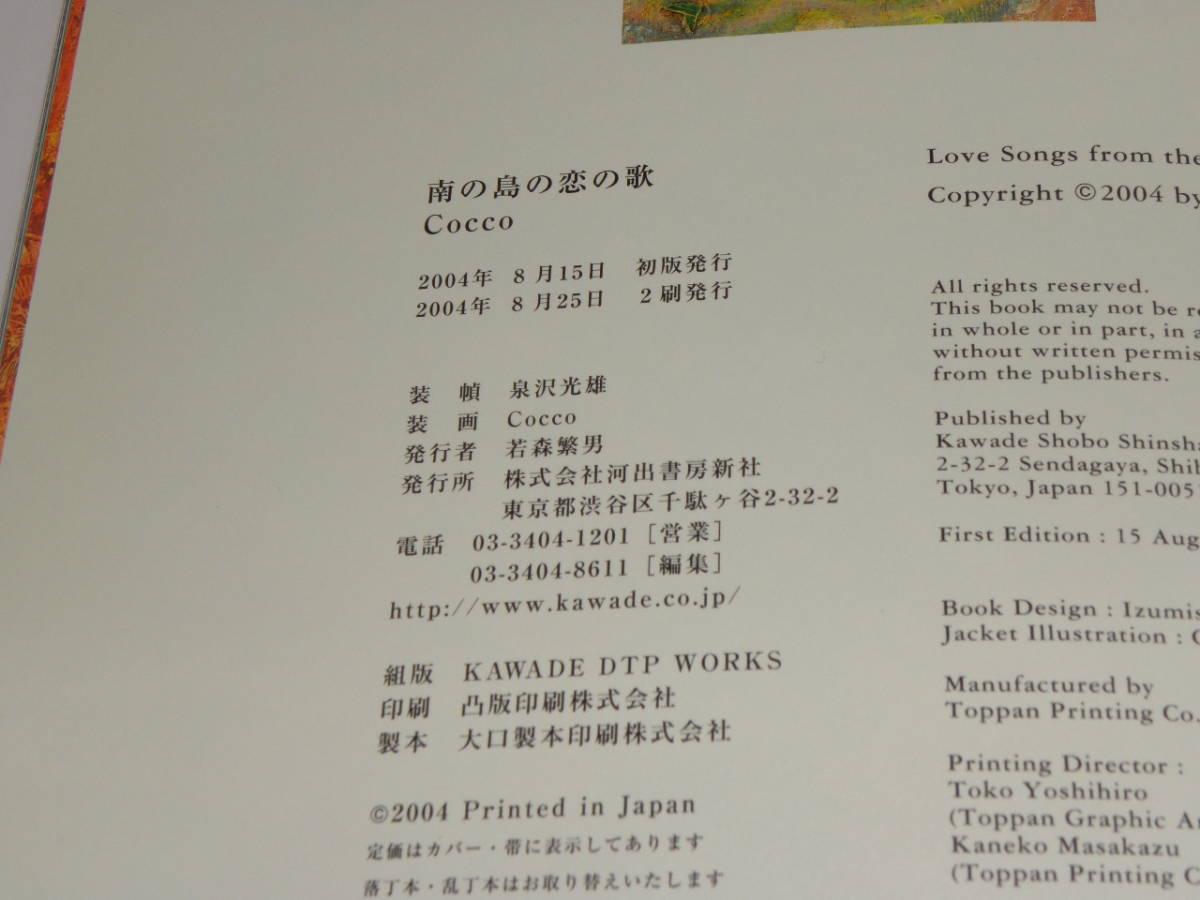 南の島の恋の歌
Cocco
2004年 8月15日 初版発行
2004年 8月25日 2刷発行
装 幀 泉沢光雄
装 画 Cocco
発行者 若森繁男
発行所 株式会社河出書房新社
東京都渋谷区千駄ヶ谷2-32-2
電話 03-3404-1201［営業］
03-3404-8611［編集］
http://www.kawade.co.jp/
組版 KAWADE DTP WORKS
印刷 凸版印刷株式会社
製本 大口製本印刷株式会社
©2004 Printed in Japan
定価はカバー・帯に表示してあります
落丁本・乱丁本はお取り替えいたします
Love Songs from the
Copyright ©2004 by
All rights reserved.
This book may not be
in whole or in part, in
without written
from the publishers.
Published by
Kawade Shobo
2-32-2 Sendagaya,
Tokyo, Japan
First Edition : 15
Book Design :
Jacket Illustration :
Manufactured by
Toppan Printing Co.
Printing Director :
Toko Yoshihiro
(Toppan Graphic
Kaneko Masakazu
(Toppan Printing